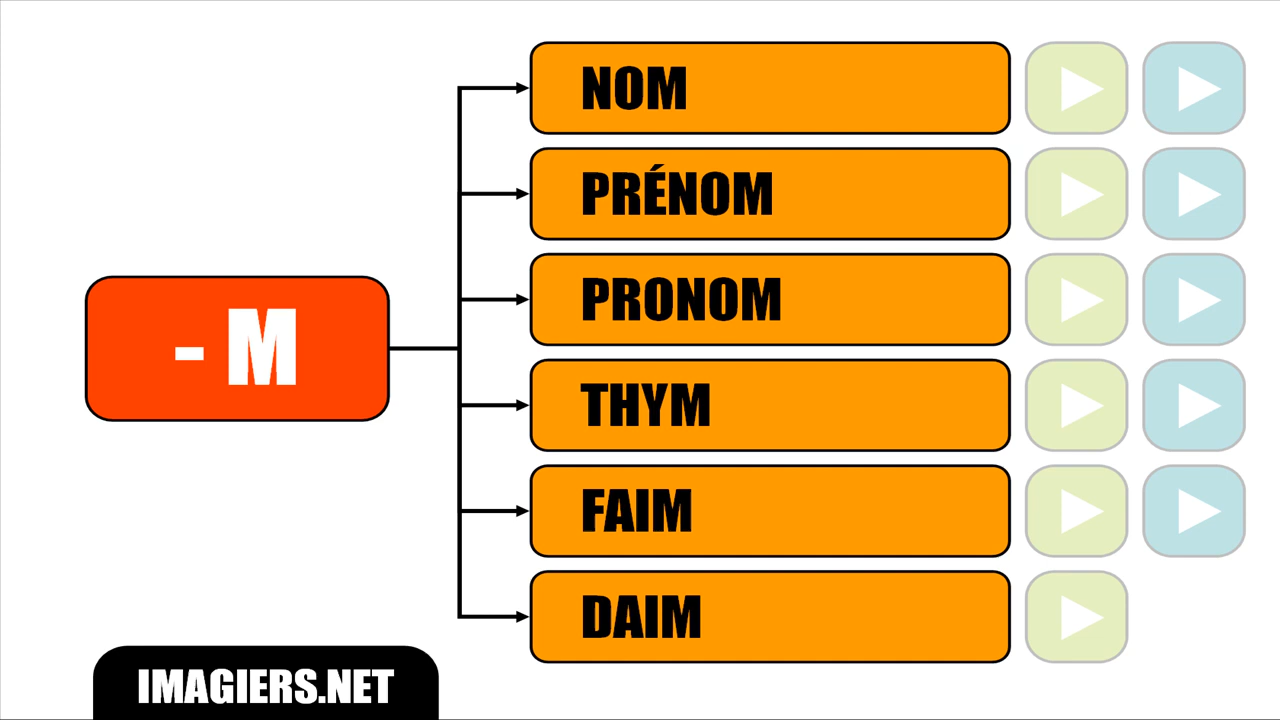 - M
NOM
PRÉNOM
PRONOM
THYM
FAIM
DAIM
IMAGIERS.NET